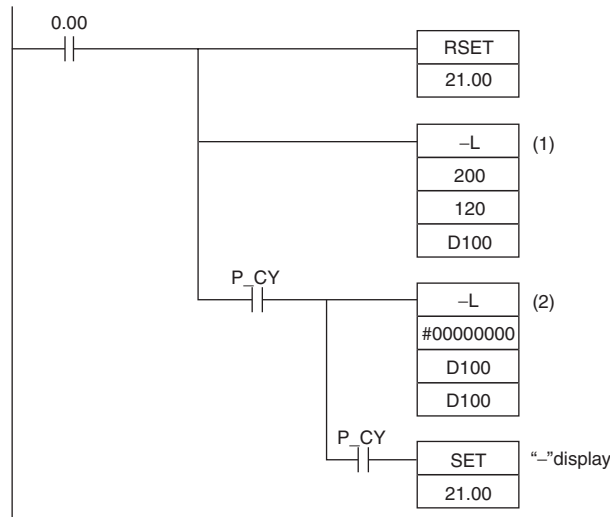 0.00
RSET
21.00
–L (1)
200
120
D100
P_CY
–L (2)
#00000000
D100
D100
P_CY
SET “–”display
21.00